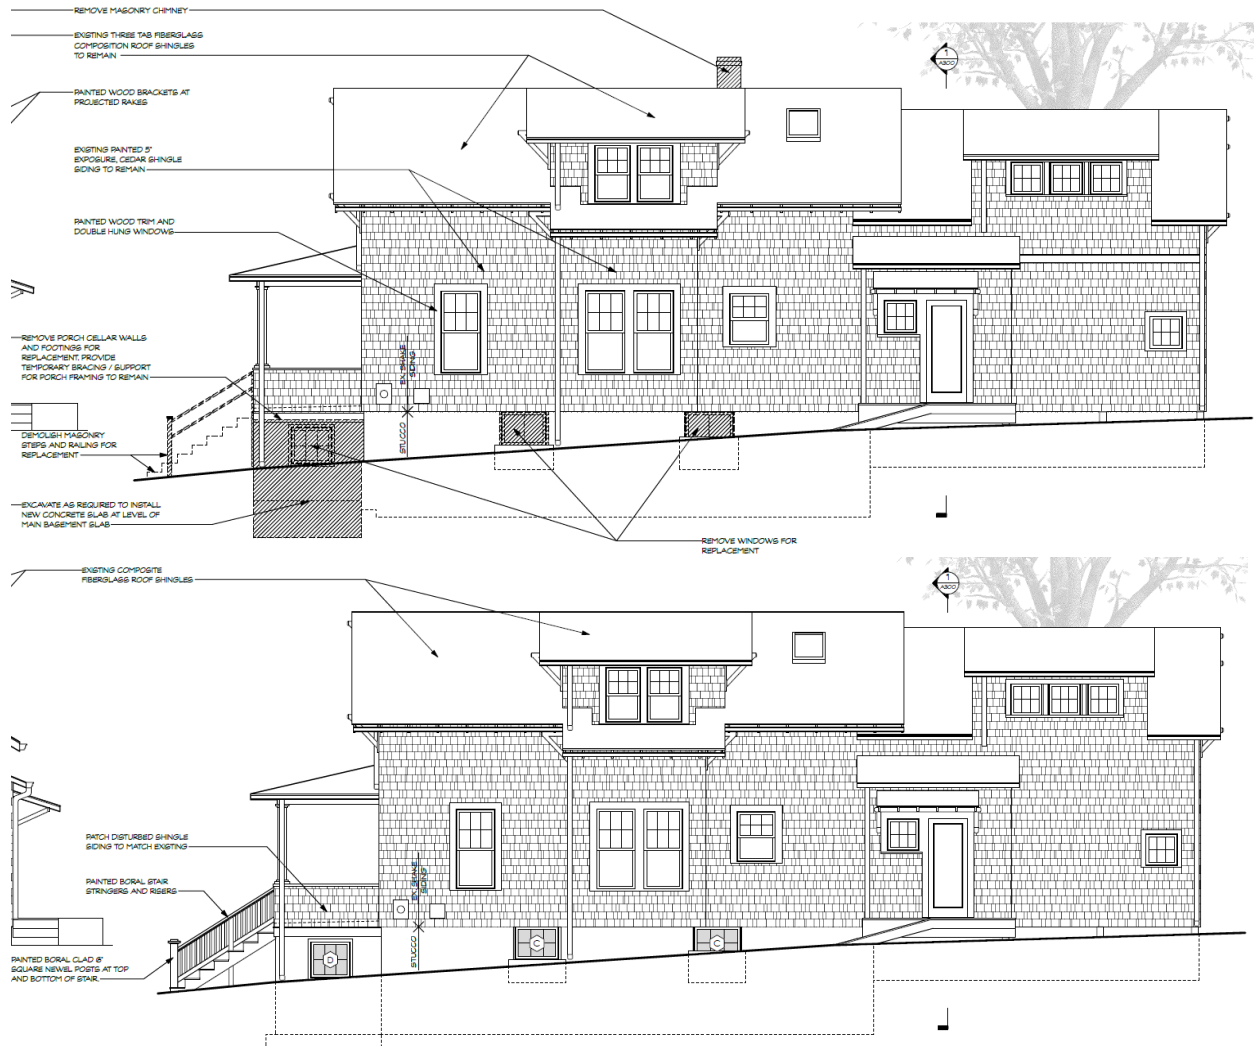 REMOVE MASONRY CHIMNEY
EXISTING THREE TAB FIBERGLASS
COMPOSITION ROOF SHINGLES
TO REMAIN
1
A300
PAINTED WOOD BRACKETS AT
PROJECTED RAKES
EXISTING PAINTED 5"
EXPOSURE, CEDAR SHINGLE
SIDING TO REMAIN
PAINTED WOOD TRIM AND
DOUBLE HUNG WINDOWS
REMOVE PORCH CELLAR WALLS
AND FOOTINGS FOR
REPLACEMENT, PROVIDE
TEMPORARY BRACING / SUPPORT
FOR PORCH FRAMING TO REMAIN
EX. SHAKE
SIDING
STUCCO
DEMOLISH MASONRY
STEPS AND RAILING FOR
REPLACEMENT
EXCAVATE AS REQUIRED TO INSTALL
NEW CONCRETE SLAB AT LEVEL OF
MAIN BASEMENT SLAB
REMOVE WINDOWS FOR
REPLACEMENT
EXISTING COMPOSITE
FIBERGLASS ROOF SHINGLES
1
A300
PATCH DISTURBED SHINGLE
SIDING TO MATCH EXISTING
PAINTED BORAL STAIR
STRINGERS AND RISERS
EX. SHAKE
SIDING
STUCCO
C
C
D
PAINTED BORAL CLAD 6"
SQUARE NEWEL POSTS AT TOP
AND BOTTOM OF STAIR